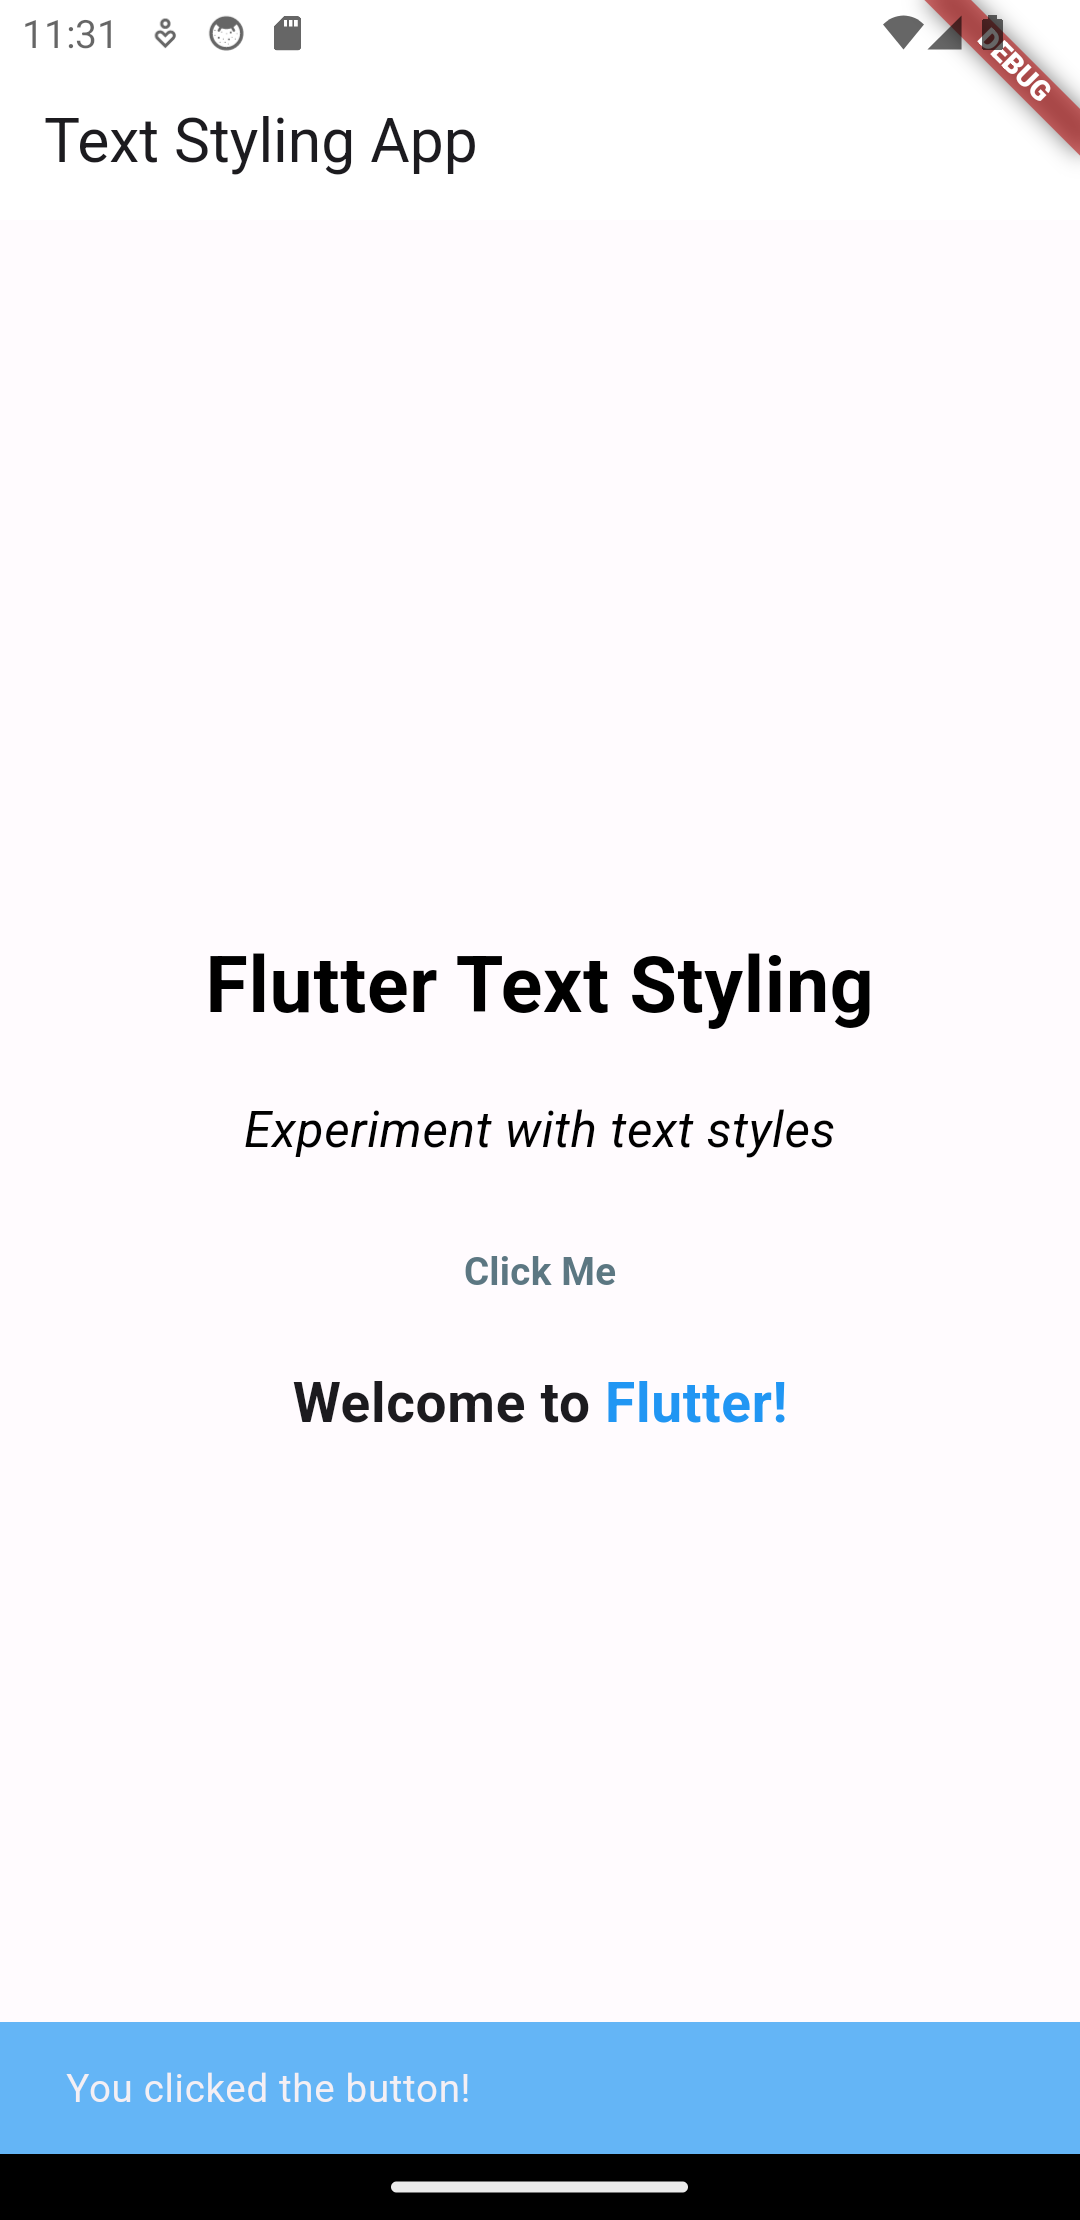 11:31
DEBUG
Text Styling App
Flutter Text Styling
Experiment with text styles
Click Me
Welcome to Flutter!
You clicked the button!